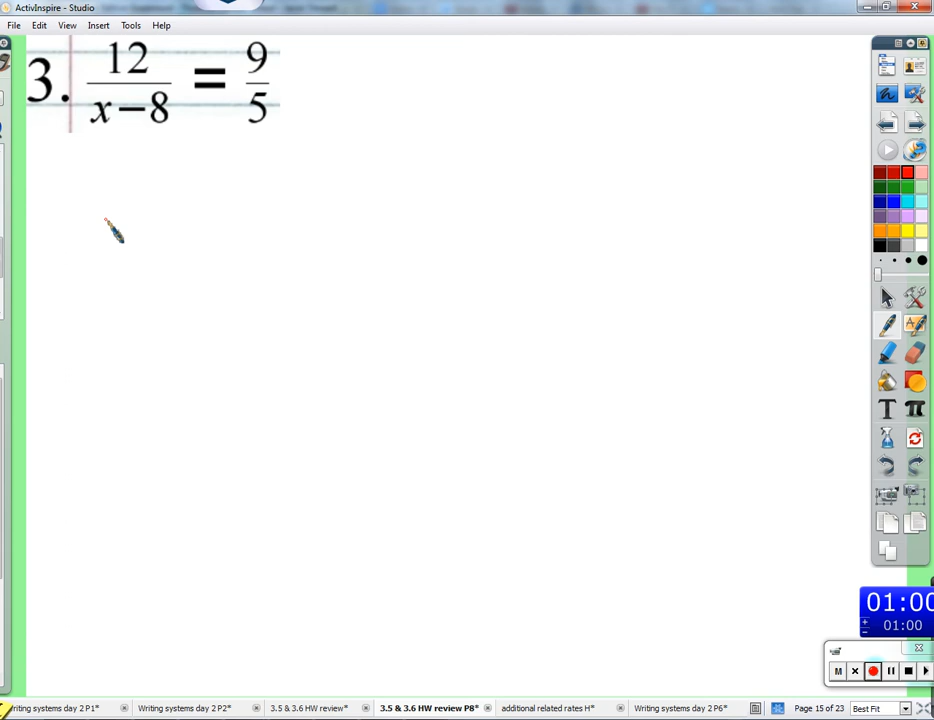 ActivInspire - Studio
File Edit View Insert Tools Help
3. 12/(x−8) = 9/5
01:00
01:00
M
riting systems day 2 P1* Writing systems day 2 P2* 3.5 & 3.6 HW review* 3.5 & 3.6 HW review P8* additional related rates H* Writing systems day 2 P6* Page 15 of 23 Best Fit